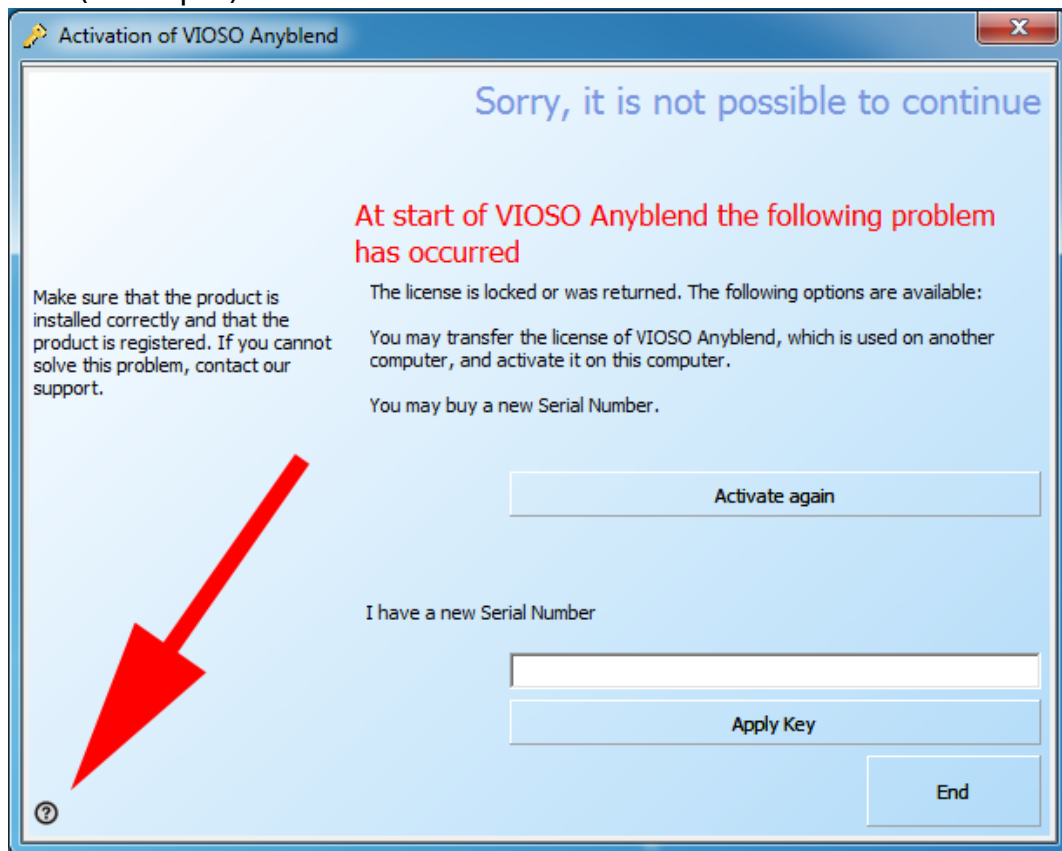 Activation of VIOSO Anyblend
Sorry, it is not possible to continue
At start of VIOSO Anyblend the following problem
has occurred
Make sure that the product is
installed correctly and that the
product is registered. If you cannot
solve this problem, contact our
support.
The license is locked or was returned. The following options are available:
You may transfer the license of VIOSO Anyblend, which is used on another
computer, and activate it on this computer.
You may buy a new Serial Number.
Activate again
I have a new Serial Number
Apply Key
End
?